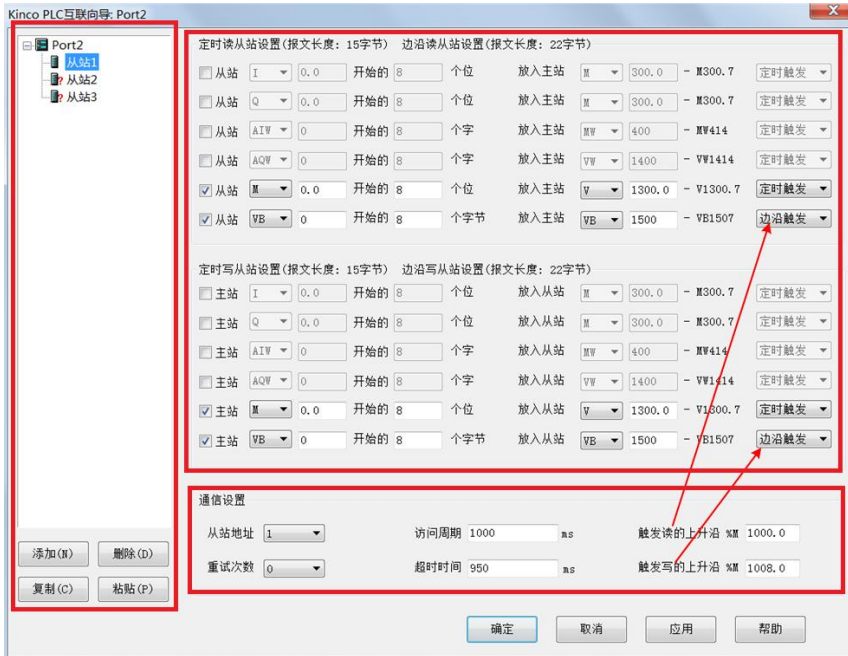 Kinco PLC互联向导: Port2
Port2
从站1
从站2
从站3
添加(N) 删除(D)
复制(C) 粘贴(P)
定时读从站设置(报文长度: 15字节) 边沿读从站设置(报文长度: 22字节)
从站 I 0.0 开始的 8 个位 放入主站 M 300.0 - M300.7 定时触发
从站 Q 0.0 开始的 8 个位 放入主站 M 300.0 - M300.7 定时触发
从站 AIW 0 开始的 8 个字 放入主站 MW 400 - MW414 定时触发
从站 AQW 0 开始的 8 个字 放入主站 VW 1400 - VW1414 定时触发
从站 M 0.0 开始的 8 个位 放入主站 V 1300.0 - V1300.7 定时触发
从站 VB 0 开始的 8 个字节 放入主站 VB 1500 - VB1507 边沿触发
定时写从站设置(报文长度: 15字节) 边沿写从站设置(报文长度: 22字节)
主站 I 0.0 开始的 8 个位 放入从站 M 300.0 - M300.7 定时触发
主站 Q 0.0 开始的 8 个位 放入从站 M 300.0 - M300.7 定时触发
主站 AIW 0 开始的 8 个字 放入从站 MW 400 - MW414 定时触发
主站 AQW 0 开始的 8 个字 放入从站 VW 1400 - VW1414 定时触发
主站 M 0.0 开始的 8 个位 放入从站 V 1300.0 - V1300.7 定时触发
主站 VB 0 开始的 8 个字节 放入从站 VB 1500 - VB1507 边沿触发
通信设置
从站地址 1 访问周期 1000 ms 触发读的上升沿 %M 1000.0
重试次数 0 超时时间 950 ms 触发写的上升沿 %M 1008.0
确定 取消 应用 帮助